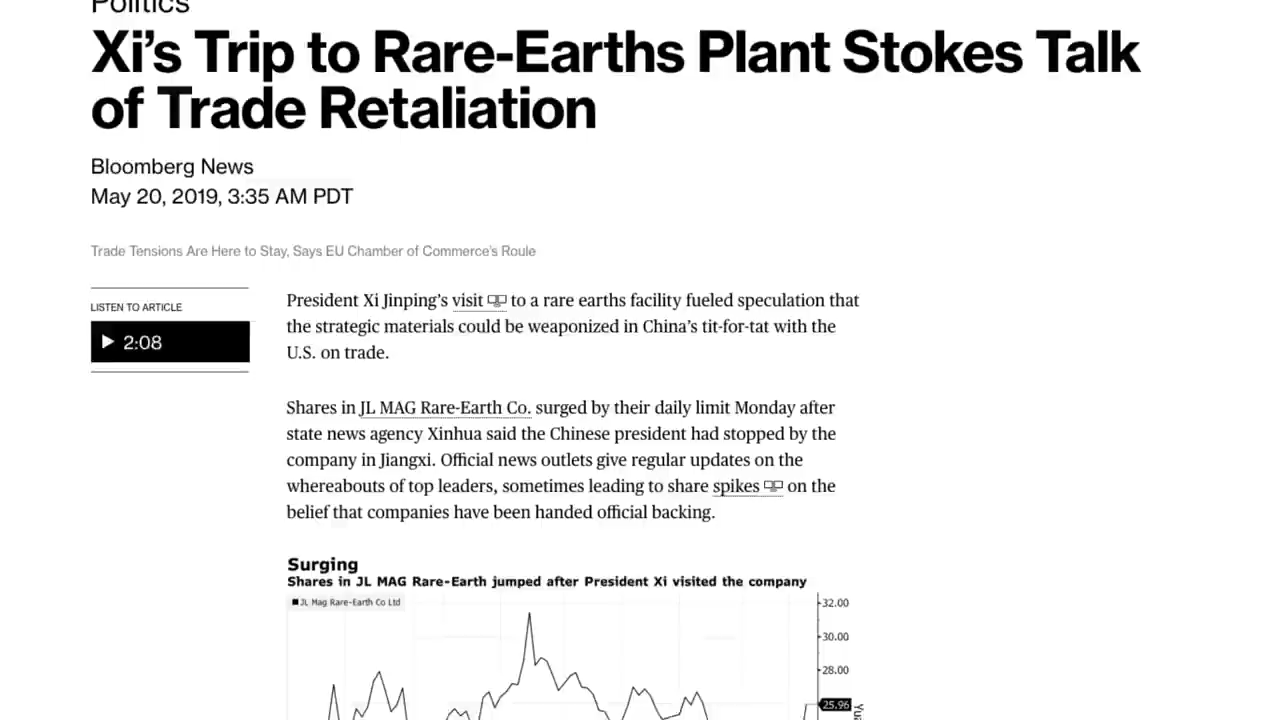 Politics
Xi’s Trip to Rare-Earths Plant Stokes Talk
of Trade Retaliation
Bloomberg News
May 20, 2019, 3:35 AM PDT
Trade Tensions Are Here to Stay, Says EU Chamber of Commerce’s Roule
LISTEN TO ARTICLE
2:08
President Xi Jinping’s visit to a rare earths facility fueled speculation that
the strategic materials could be weaponized in China’s tit-for-tat with the
U.S. on trade.
Shares in JL MAG Rare-Earth Co. surged by their daily limit Monday after
state news agency Xinhua said the Chinese president had stopped by the
company in Jiangxi. Official news outlets give regular updates on the
whereabouts of top leaders, sometimes leading to share spikes on the
belief that companies have been handed official backing.
Surging
Shares in JL MAG Rare-Earth jumped after President Xi visited the company
JL Mag Rare-Earth Co Ltd
32.00
30.00
28.00
25.96